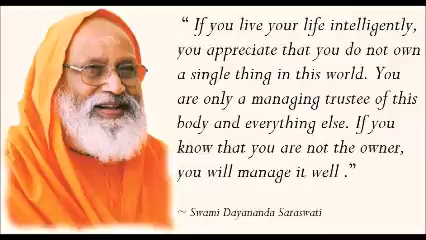 “ If you live your life intelligently,
you appreciate that you do not own
a single thing in this world. You
are only a managing trustee of this
body and everything else. If you
know that you are not the owner,
you will manage it well .”
~ Swami Dayananda Saraswati